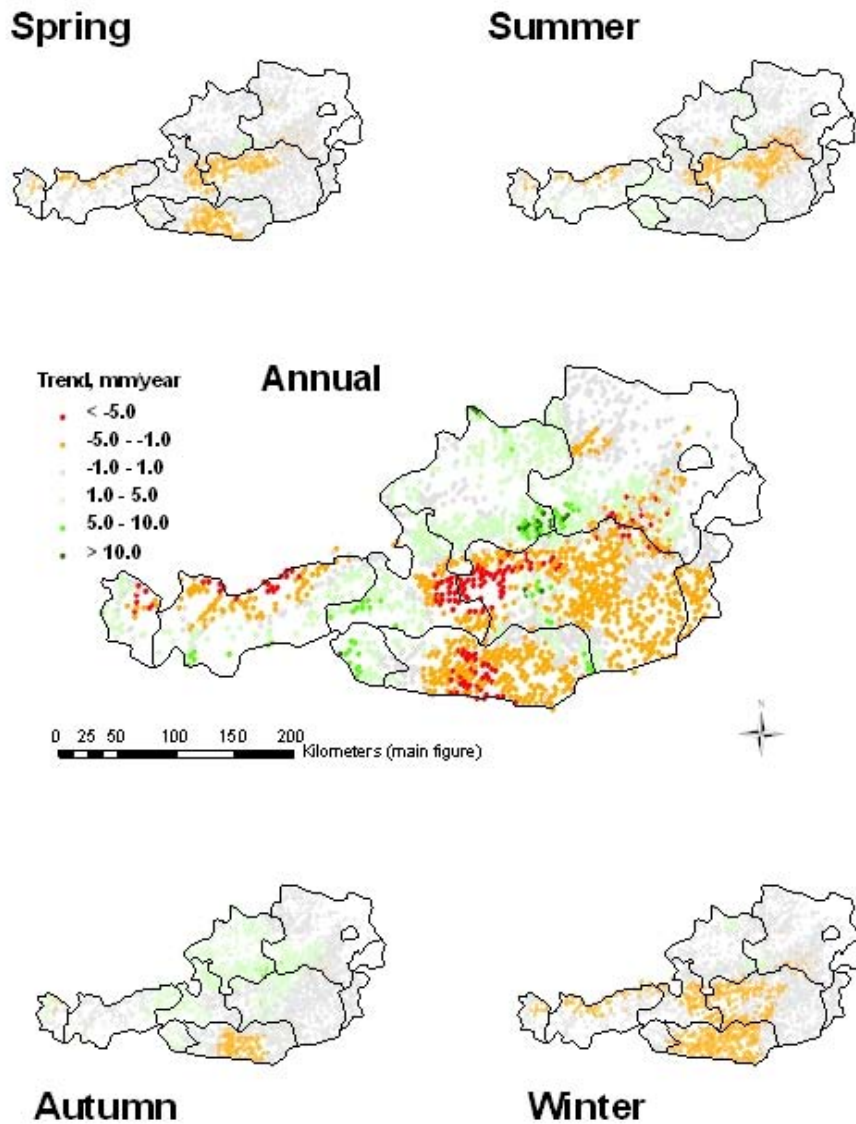 Spring
Summer
Trend, mm/year
Annual
< -5.0
-5.0 - -1.0
-1.0 - 1.0
1.0 - 5.0
5.0 - 10.0
> 10.0
0 25 50 100 150 200
Kilometers (main figure)
N
Autumn
Winter